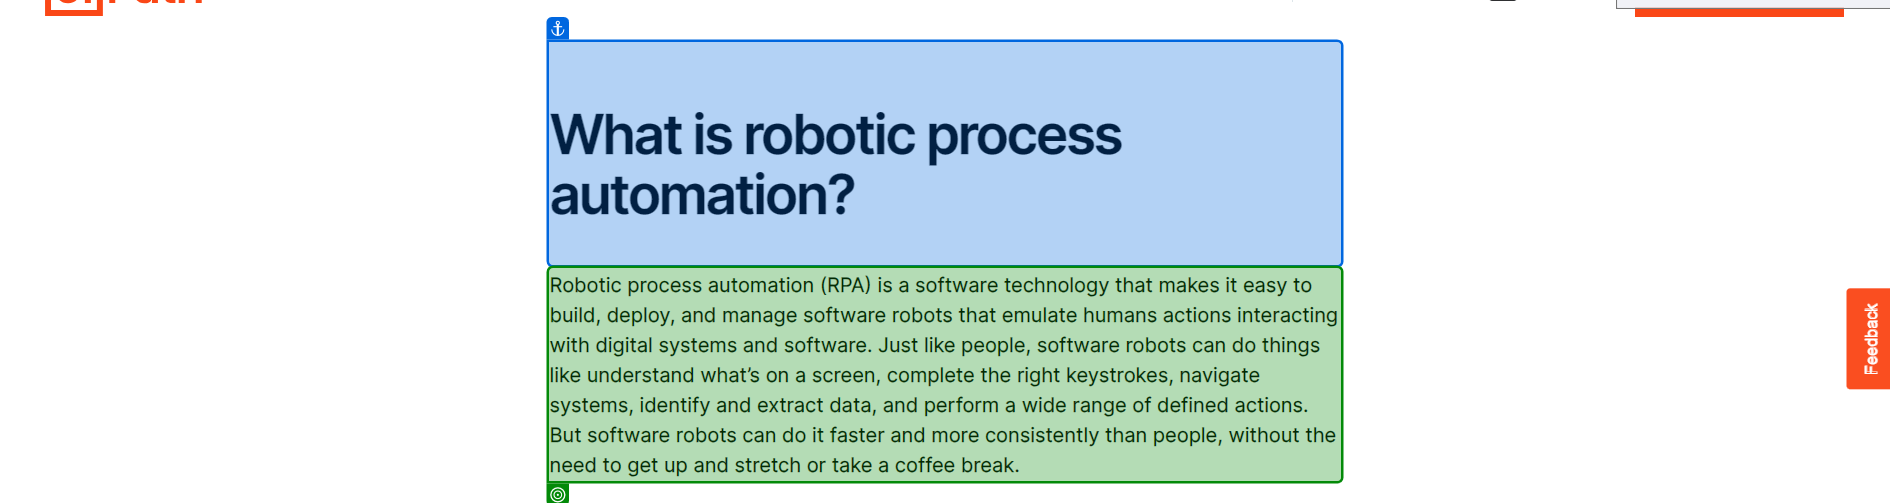 What is robotic process
automation?
Robotic process automation (RPA) is a software technology that makes it easy to
build, deploy, and manage software robots that emulate humans actions interacting
with digital systems and software. Just like people, software robots can do things
like understand what’s on a screen, complete the right keystrokes, navigate
systems, identify and extract data, and perform a wide range of defined actions.
But software robots can do it faster and more consistently than people, without the
need to get up and stretch or take a coffee break.
Feedback